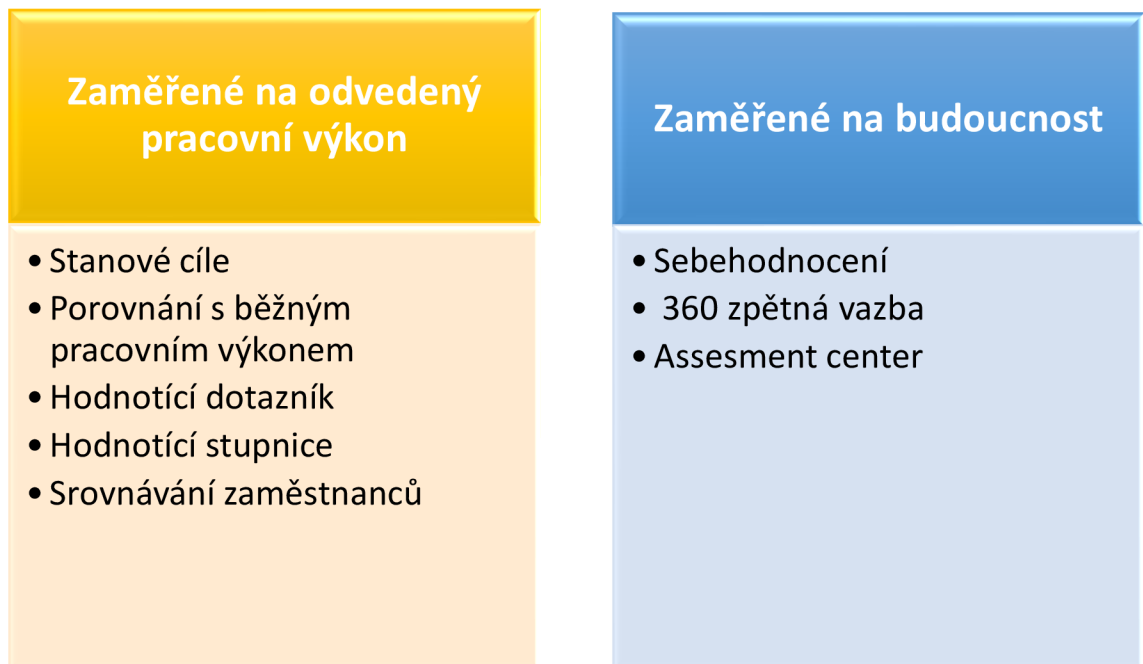 Zaměřené na odvedený
pracovní výkon
• Stanové cíle
• Porovnání s běžným
pracovním výkonem
• Hodnotící dotazník
• Hodnotící stupnice
• Srovnávání zaměstnanců
Zaměřené na budoucnost
• Sebehodnocení
• 360 zpětná vazba
• Assesment center